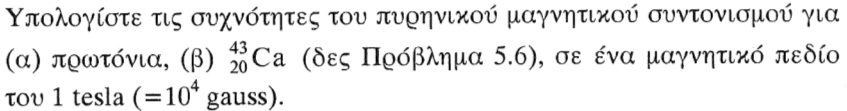 Υπολογίστε τις συχνότητες του πυρηνικού μαγνητικού συντονισμού για
(α) πρωτόνια, (β) ⁴³₂₀Ca (δες Πρόβλημα 5.6), σε ένα μαγνητικό πεδίο
του 1 tesla (=10⁴ gauss).